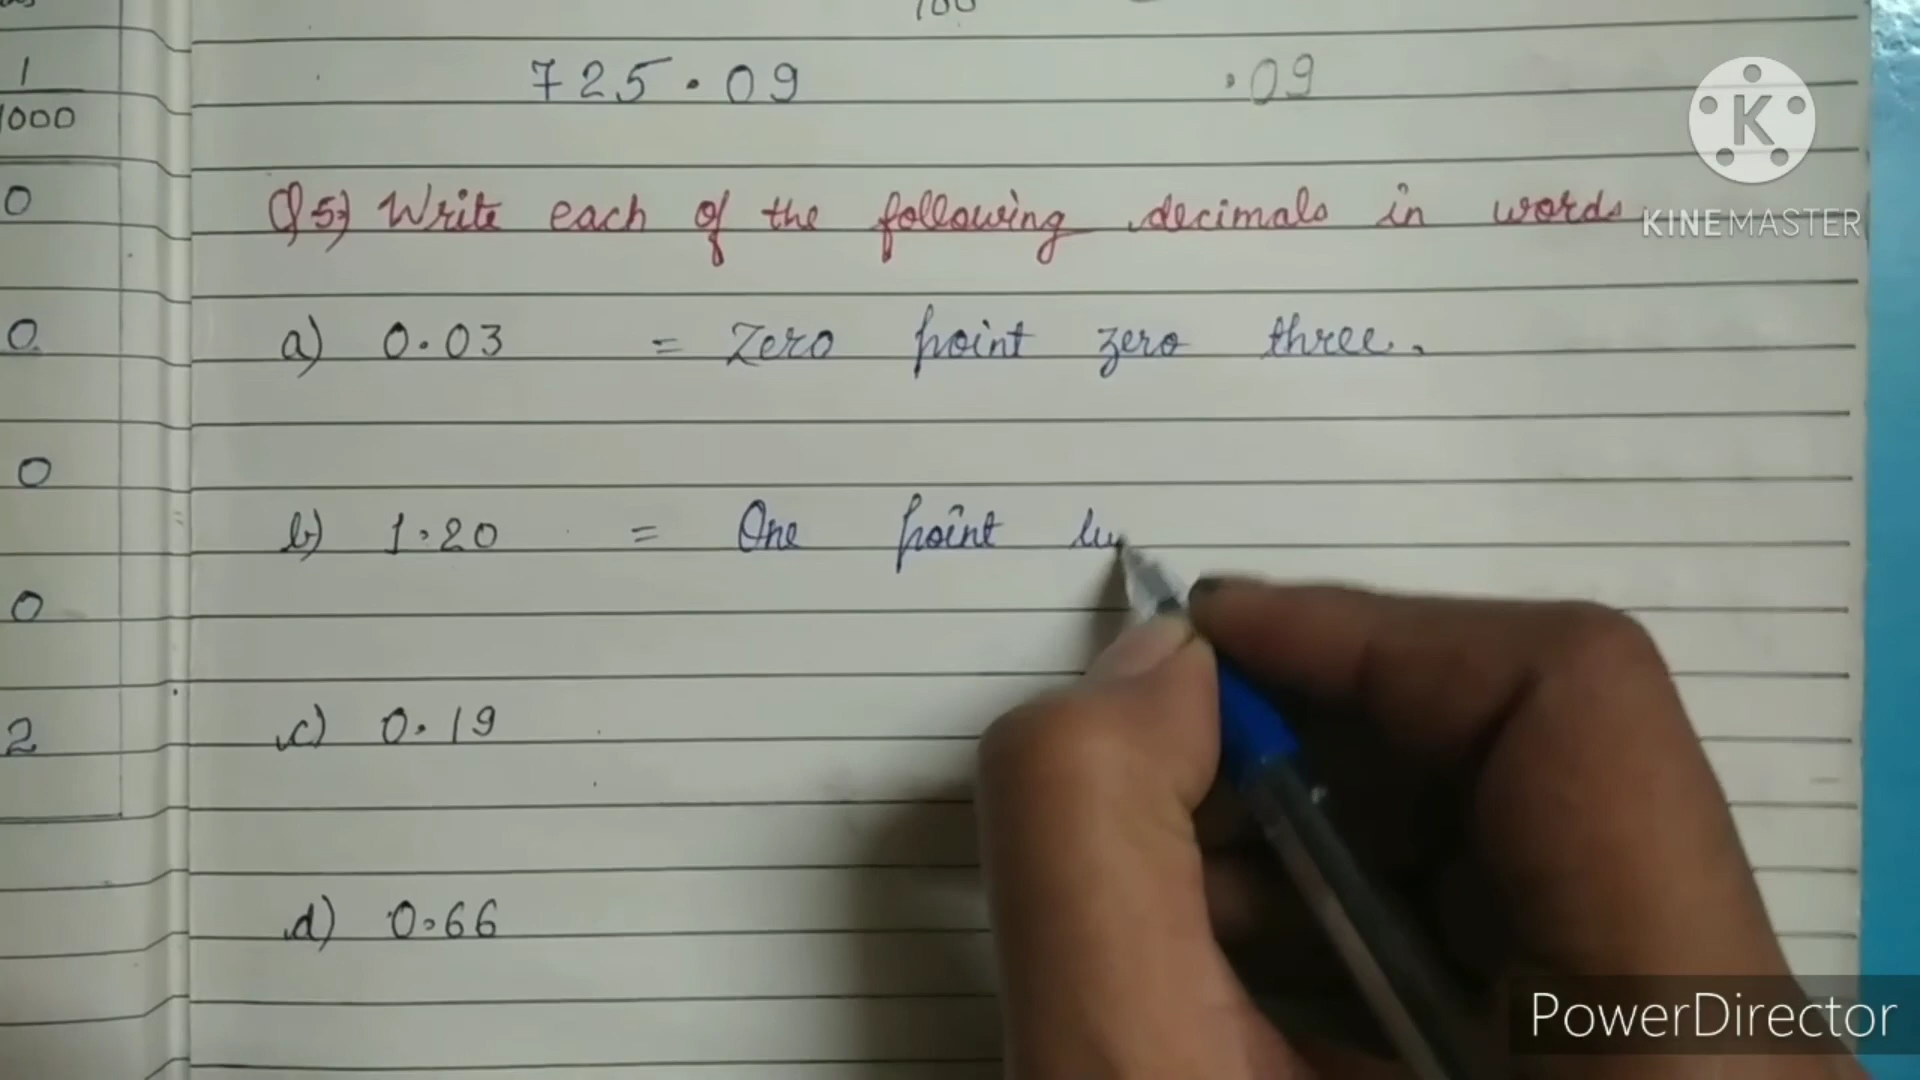 100
1
1000
725.09 .09
K
KINEMASTER
0
Q5) Write each of the following decimals in words
0
a) 0.03 = Zero point zero three.
0
b) 1.20 = One point
0
2
c) 0.19
d) 0.66
PowerDirector